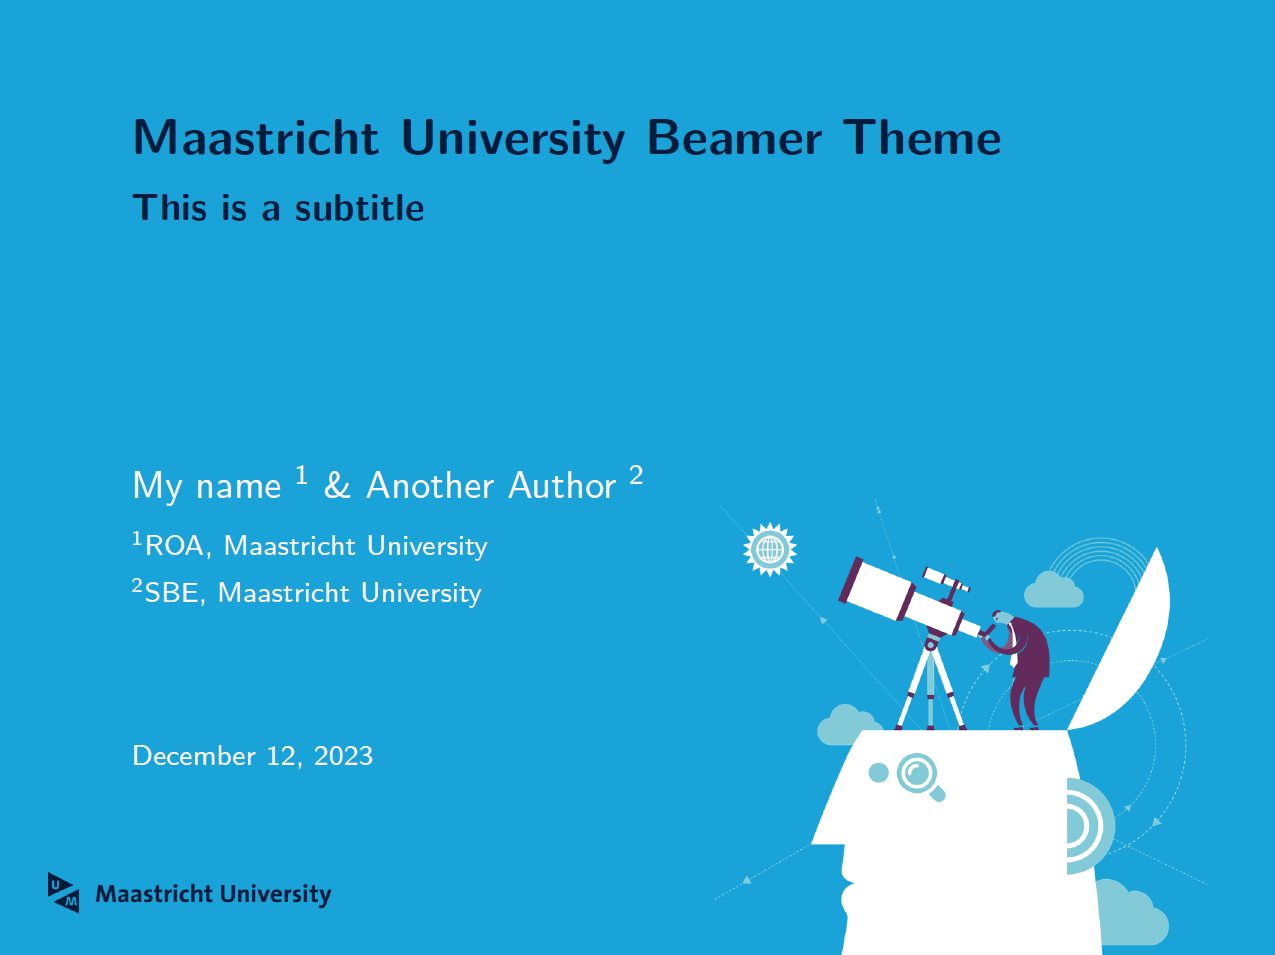 Maastricht University Beamer Theme
This is a subtitle
My name ¹ & Another Author ²
¹ROA, Maastricht University
²SBE, Maastricht University
December 12, 2023
UM Maastricht University